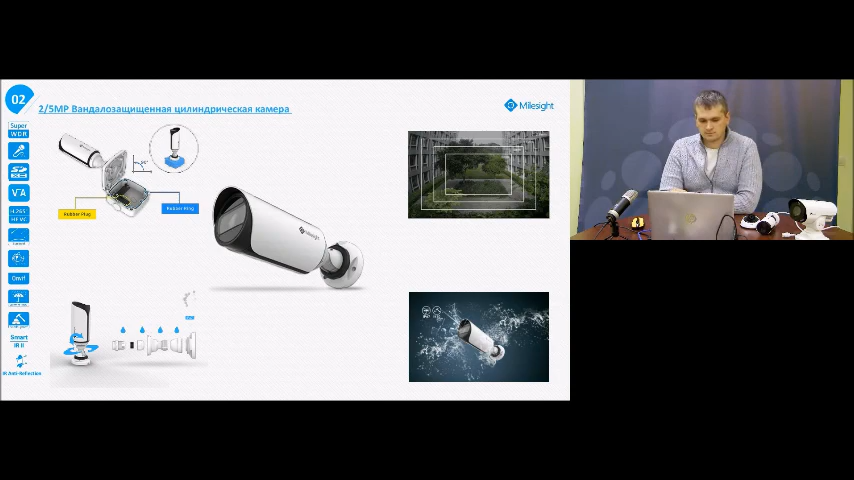 02
2/5MP Вандалозащищенная цилиндрическая камера
Milesight
Super
WDR
H.265
HEVC
Onvif
Smart
IR II
IR Anti-Reflection
Rubber Plug
Rubber Ring